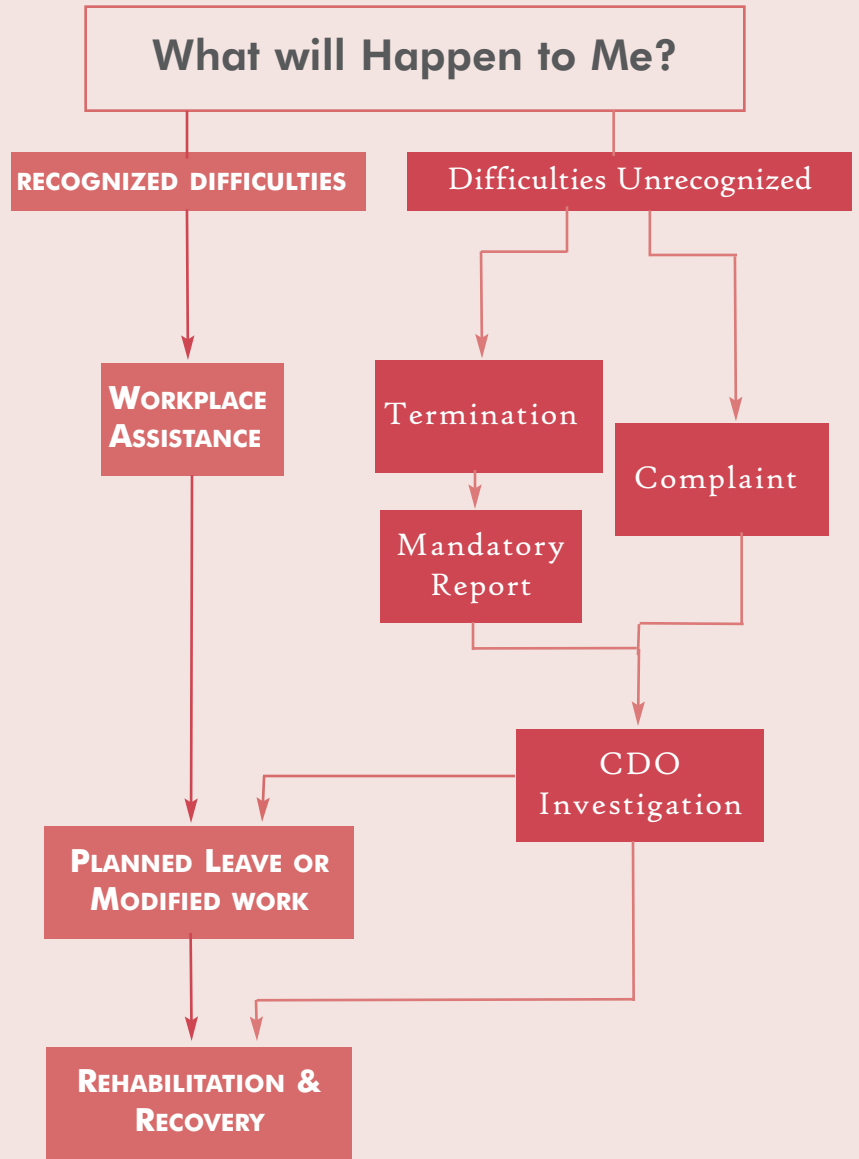 What will Happen to Me?
RECOGNIZED DIFFICULTIES
Difficulties Unrecognized
WORKPLACE
ASSISTANCE
Termination
Complaint
Mandatory
Report
CDO
Investigation
PLANNED LEAVE OR
MODIFIED WORK
REHABILITATION &
RECOVERY